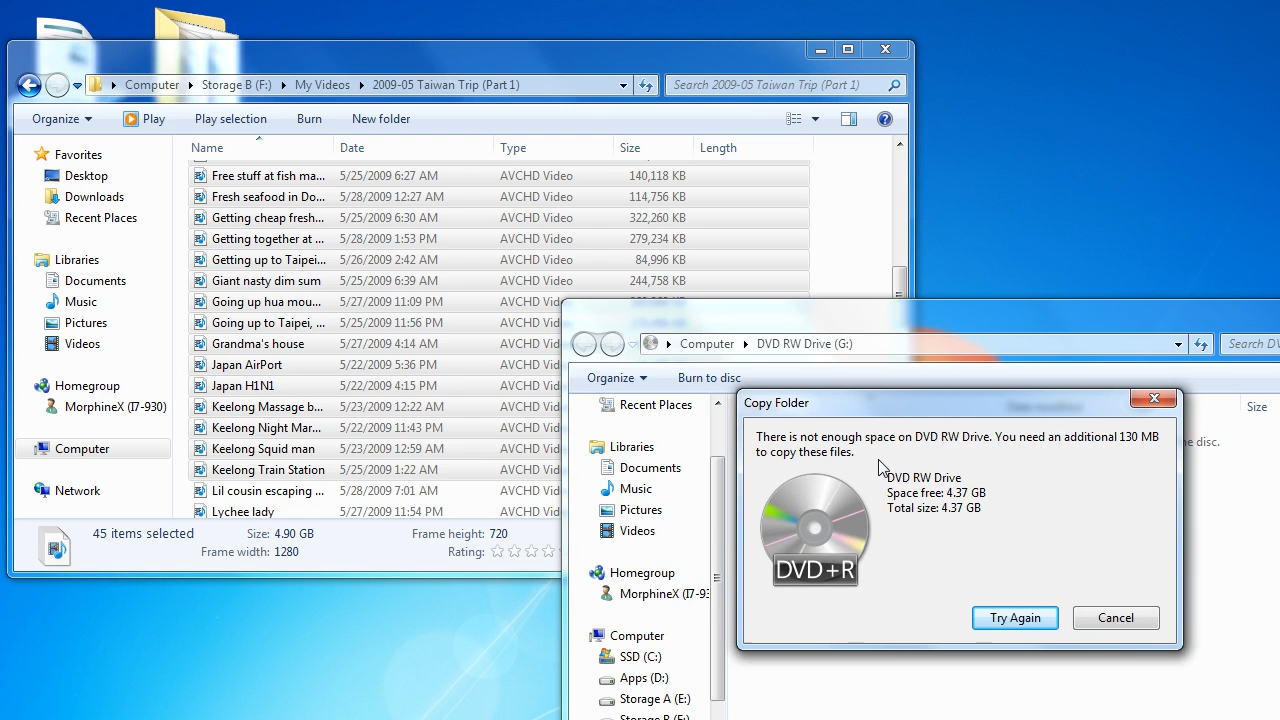 Computer ▸ Storage B (F:) ▸ My Videos ▸ 2009-05 Taiwan Trip (Part 1)
Search 2009-05 Taiwan Trip (Part 1)
Organize Play Play selection Burn New folder
Favorites
Desktop
Downloads
Recent Places
Libraries
Documents
Music
Pictures
Videos
Homegroup
MorphineX (I7-930)
Computer
Network
Name Date Type Size Length
Free stuff at fish ma... 5/25/2009 6:27 AM AVCHD Video 140,118 KB
Fresh seafood in Do... 5/28/2009 12:27 AM AVCHD Video 114,756 KB
Getting cheap fresh... 5/25/2009 6:30 AM AVCHD Video 322,260 KB
Getting together at ... 5/28/2009 1:53 PM AVCHD Video 279,234 KB
Getting up to Taipei... 5/26/2009 2:42 AM AVCHD Video 84,996 KB
Giant nasty dim sum 5/25/2009 6:39 AM AVCHD Video 244,758 KB
Going up hua mou... 5/27/2009 11:09 PM
Going up to Taipei, ... 5/25/2009 11:56 PM
Grandma's house 5/27/2009 4:14 AM
Japan AirPort 5/22/2009 5:36 PM
Japan H1N1 5/22/2009 4:15 PM
Keelong Massage b... 5/23/2009 12:22 AM
Keelong Night Mar... 5/22/2009 11:43 PM
Keelong Squid man 5/23/2009 12:00 AM
Keelong Train Station 5/25/2009 1:22 AM
Lil cousin escaping ... 5/28/2009 7:01 AM
Lychee lady 5/27/2009 11:54 PM
45 items selected Size: 4.90 GB Frame height: 720
Frame width: 1280 Rating:
Computer ▸ DVD RW Drive (G:)
Search DV
Organize Burn to disc
Recent Places
Libraries
Documents
Music
Pictures
Videos
Homegroup
MorphineX (I7-93
Computer
SSD (C:)
Apps (D:)
Storage A (E:)
Size
he disc.
Copy Folder
There is not enough space on DVD RW Drive. You need an additional 130 MB
to copy these files.
DVD RW Drive
Space free: 4.37 GB
Total size: 4.37 GB
DVD+R
Try Again Cancel